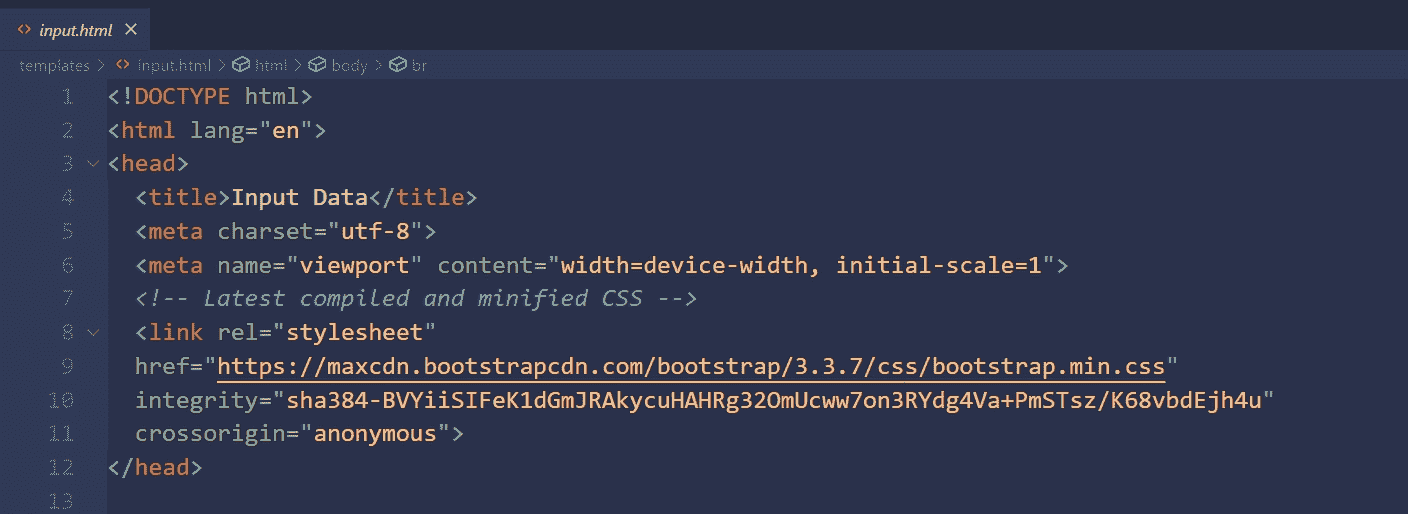 input.html ×
templates > input.html > html > body > br
1 <!DOCTYPE html>
2 <html lang="en">
3 <head>
4 <title>Input Data</title>
5 <meta charset="utf-8">
6 <meta name="viewport" content="width=device-width, initial-scale=1">
7 <!-- Latest compiled and minified CSS -->
8 <link rel="stylesheet"
9 href="https://maxcdn.bootstrapcdn.com/bootstrap/3.3.7/css/bootstrap.min.css"
10 integrity="sha384-BVYiiSIFeK1dGmJRAkycuHAHRg32OmUcww7on3RYdg4Va+PmSTsz/K68vbdEjh4u"
11 crossorigin="anonymous">
12 </head>
13